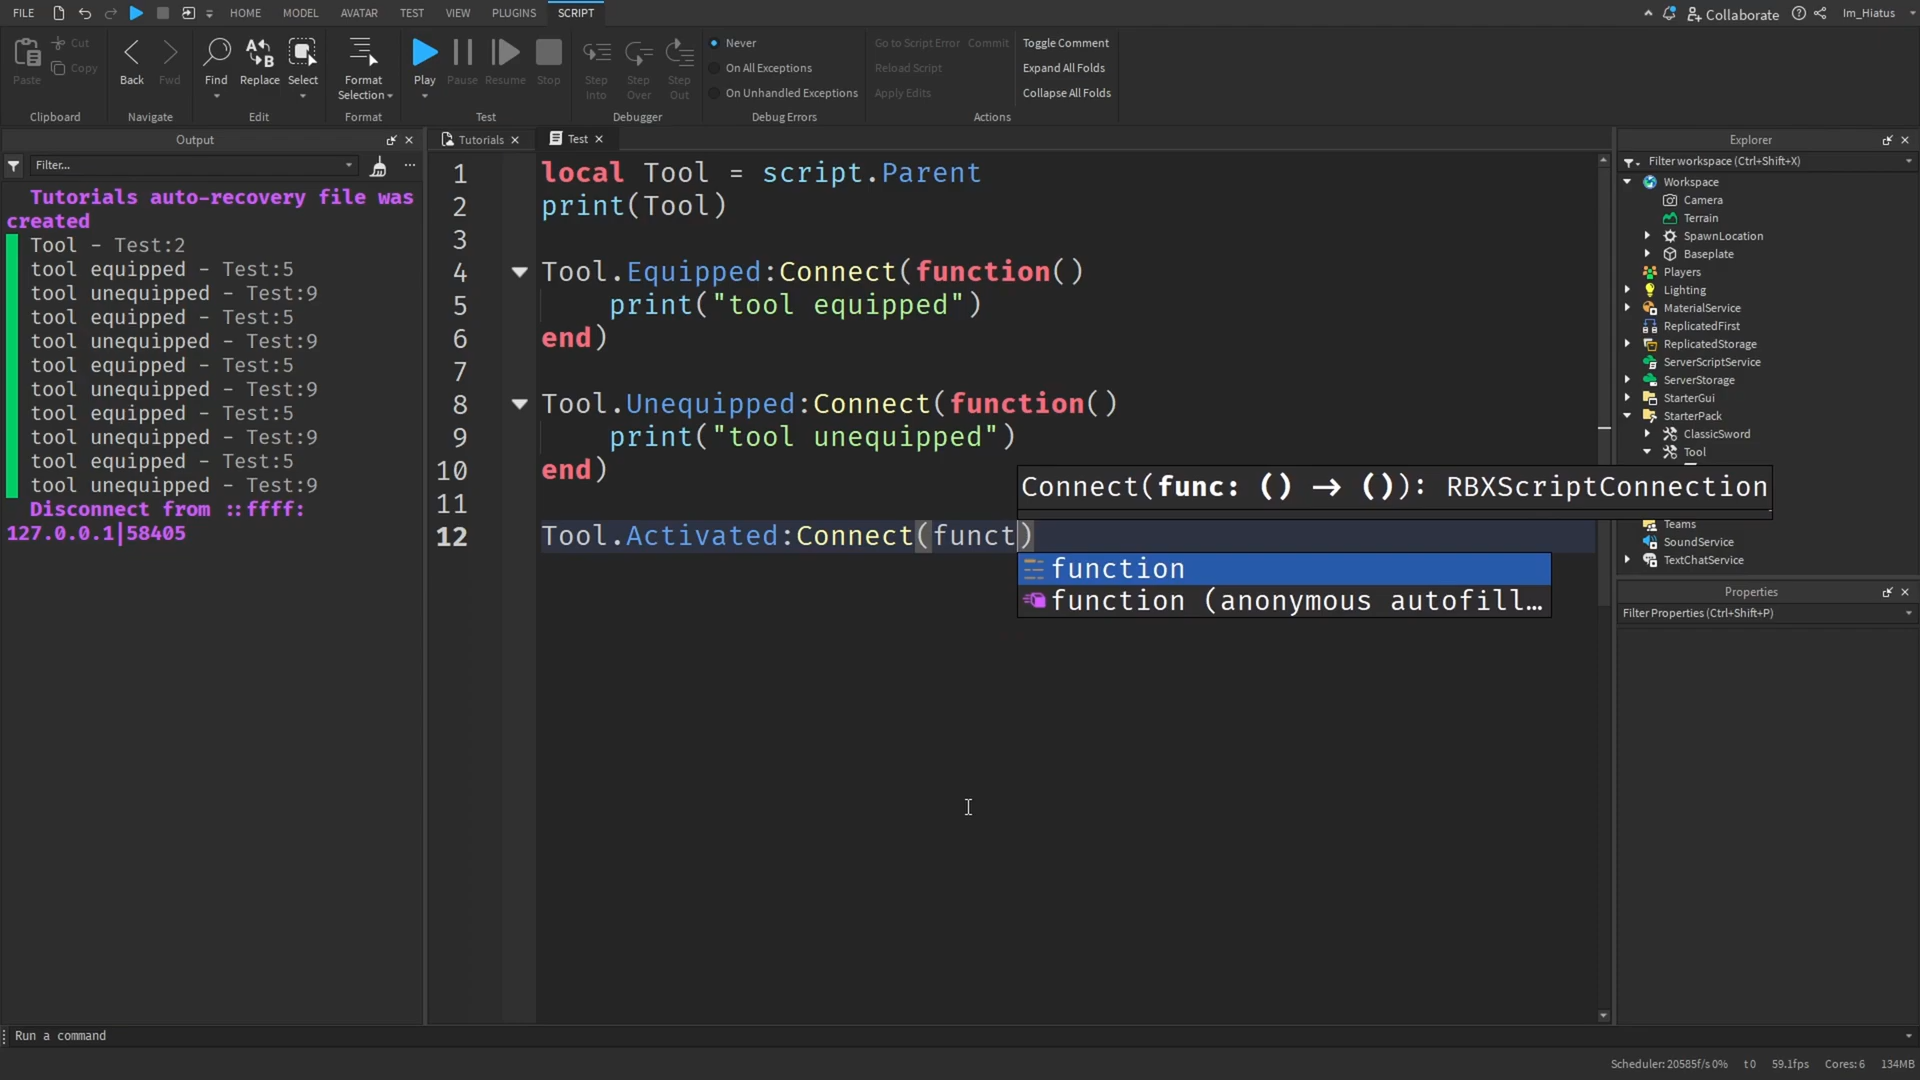 FILE HOME MODEL AVATAR TEST VIEW PLUGINS SCRIPT Collaborate Im_Hiatus
Paste Cut Copy
Clipboard
Back Fwd
Navigate
Find Replace Select
Edit
Format Selection
Format
Play Pause Resume Stop
Test
Step Into Step Over Step Out
Debugger
Never
On All Exceptions
On Unhandled Exceptions
Debug Errors
Go to Script Error Commit
Reload Script
Apply Edits
Toggle Comment
Expand All Folds
Collapse All Folds
Actions
Output
Filter...
Tutorials auto-recovery file was
created
Tool - Test:2
tool equipped - Test:5
tool unequipped - Test:9
tool equipped - Test:5
tool unequipped - Test:9
tool equipped - Test:5
tool unequipped - Test:9
tool equipped - Test:5
tool unequipped - Test:9
tool equipped - Test:5
tool unequipped - Test:9
Disconnect from ::ffff:
127.0.0.1|58405
Tutorials Test
1 local Tool = script.Parent
2 print(Tool)
3
4 Tool.Equipped:Connect(function()
5 print("tool equipped")
6 end)
7
8 Tool.Unequipped:Connect(function()
9 print("tool unequipped")
10 end)
11
12 Tool.Activated:Connect(funct)
Connect(func: () → ()): RBXScriptConnection
function
function (anonymous autofill…
Explorer
Filter workspace (Ctrl+Shift+X)
Workspace
Camera
Terrain
SpawnLocation
Baseplate
Players
Lighting
MaterialService
ReplicatedFirst
ReplicatedStorage
ServerScriptService
ServerStorage
StarterGui
StarterPack
ClassicSword
Tool
Teams
SoundService
TextChatService
Properties
Filter Properties (Ctrl+Shift+P)
Run a command
Scheduler: 20585f/s 0% t0 59.1fps Cores: 6 134MB